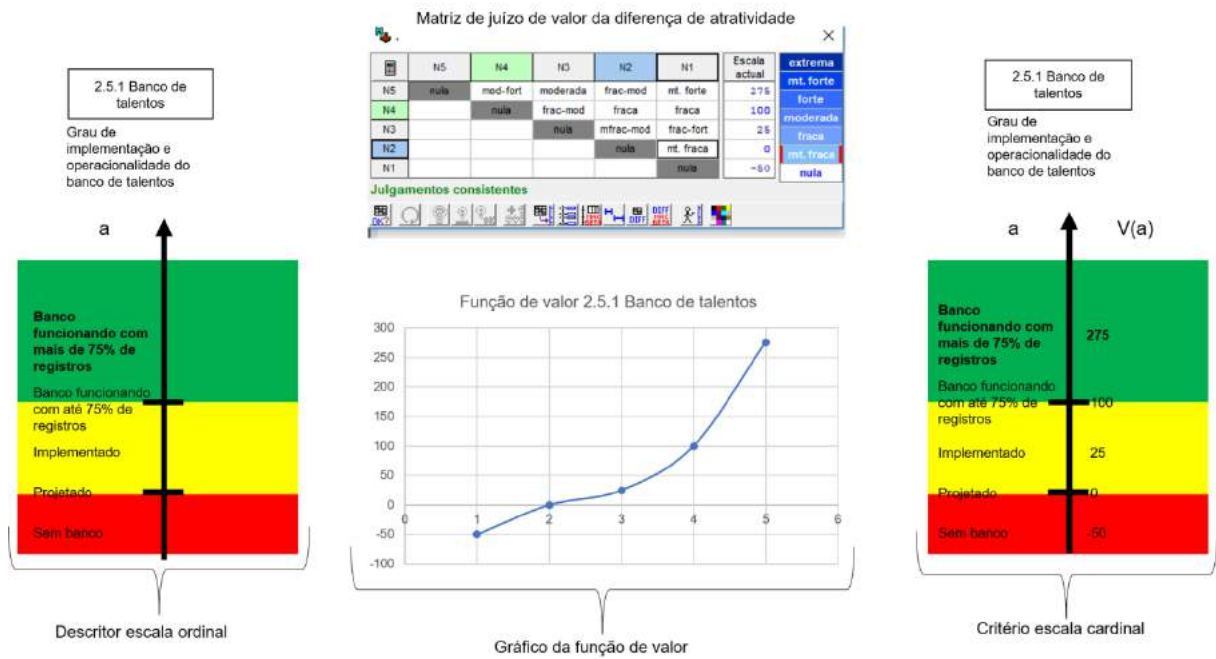 Matriz de juízo de valor da diferença de atratividade
2.5.1 Banco de
talentos
Grau de
implementação e
operacionalidade do
banco de talentos
a
Banco
funcionando com
mais de 75% de
registros
Banco funcionando
com até 75% de
registros
Implementado
Projetado
Sem banco
Descritor escala ordinal
N5 N4 N3 N2 N1 Escala actual
N5 nula mod-fort moderada frac-mod mt. forte 275
N4 nula frac-mod fraca fraca 100
N3 nula mfrac-mod frac-fort 25
N2 nula mt. fraca 0
N1 nula -50
extrema
mt. forte
forte
moderada
fraca
mt. fraca
nula
Julgamentos consistentes
Função de valor 2.5.1 Banco de talentos
300
250
200
150
100
50
0
-50
-100
0 1 2 3 4 5 6
Gráfico da função de valor
2.5.1 Banco de
talentos
Grau de
implementação e
operacionalidade do
banco de talentos
a V(a)
Banco
funcionando com
mais de 75% de
registros
275
Banco funcionando
com até 75% de
registros
100
Implementado 25
Projetado 0
Sem banco -50
Critério escala cardinal